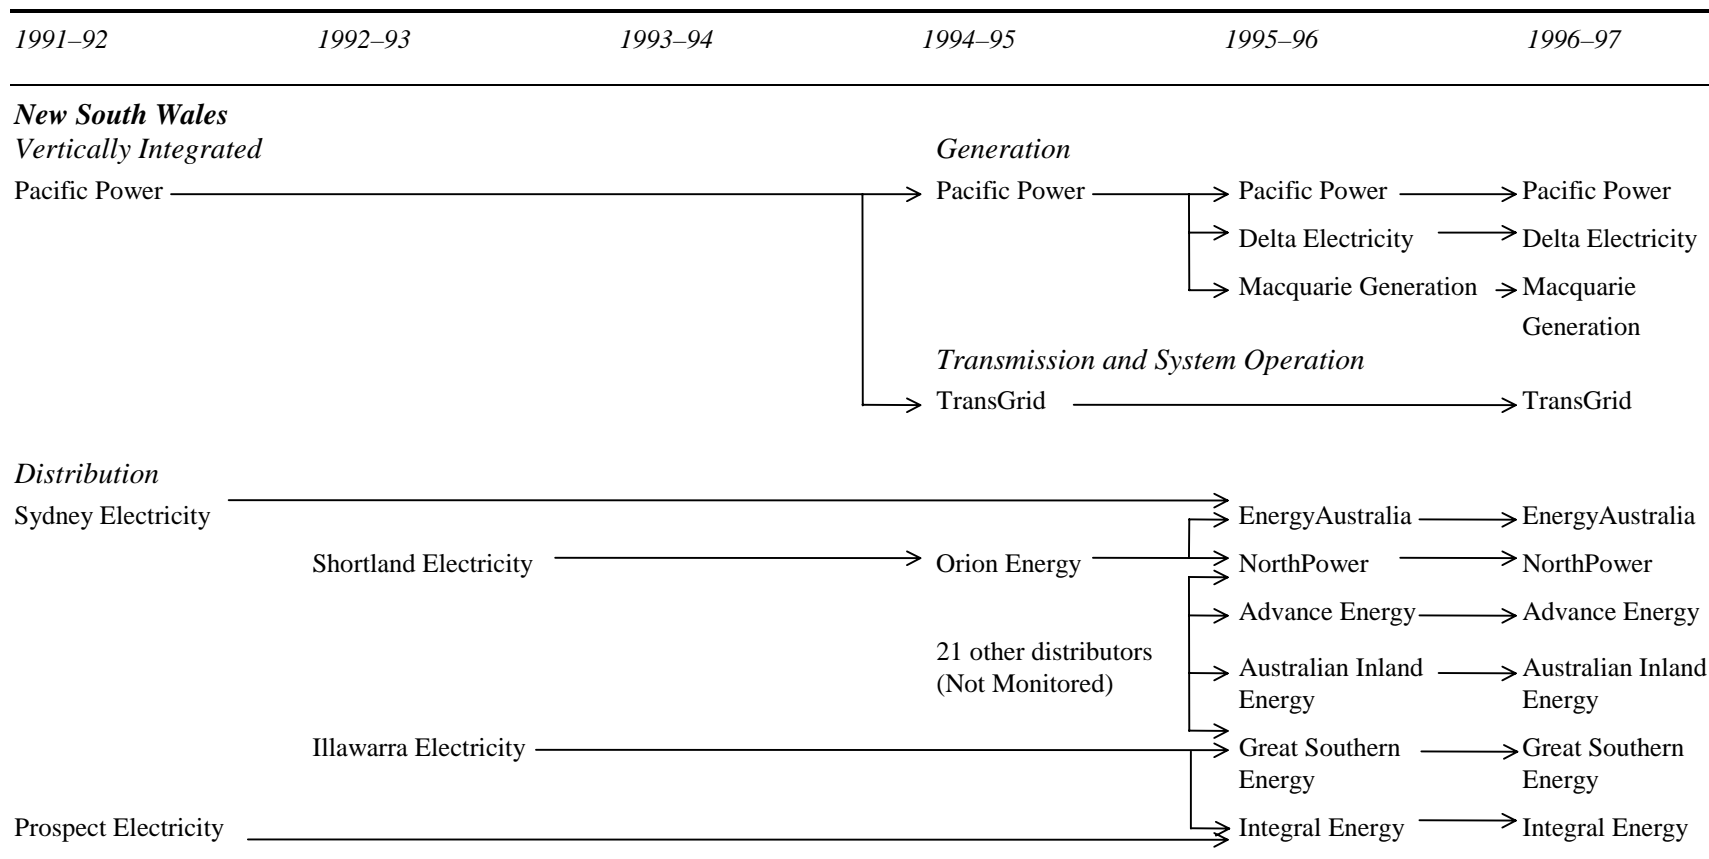 1991–92 1992–93 1993–94 1994–95 1995–96 1996–97
New South Wales
Vertically Integrated Generation
Pacific Power Pacific Power Pacific Power Pacific Power
Delta Electricity Delta Electricity
Macquarie Generation Macquarie
Generation
Transmission and System Operation
TransGrid TransGrid
Distribution
Sydney Electricity EnergyAustralia EnergyAustralia
Shortland Electricity Orion Energy NorthPower NorthPower
Advance Energy Advance Energy
21 other distributors
(Not Monitored)
Australian Inland Australian Inland
Energy Energy
Illawarra Electricity Great Southern Great Southern
Energy Energy
Prospect Electricity Integral Energy Integral Energy